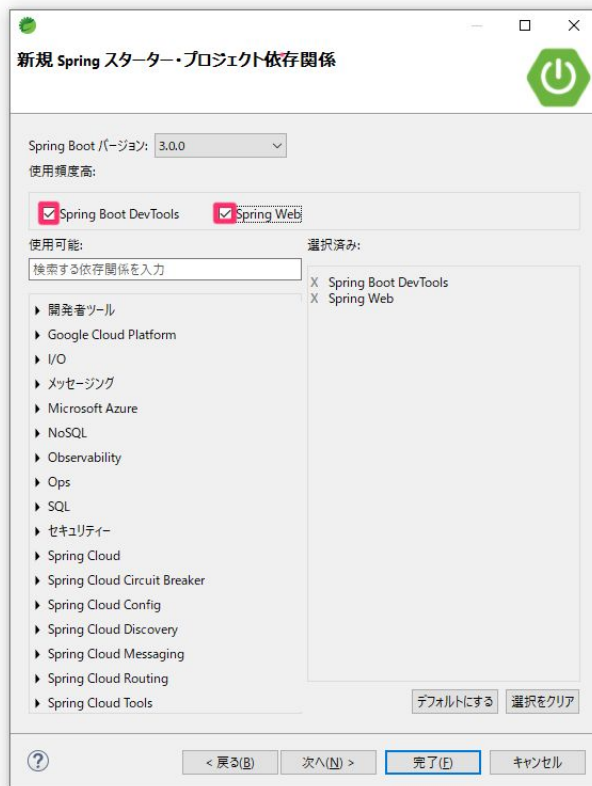 新規 Spring スターター・プロジェクト依存関係
Spring Boot バージョン: 3.0.0
使用頻度高:
Spring Boot DevTools Spring Web
使用可能: 選択済み:
検索する依存関係を入力
X Spring Boot DevTools
X Spring Web
開発者ツール
Google Cloud Platform
I/O
メッセージング
Microsoft Azure
NoSQL
Observability
Ops
SQL
セキュリティー
Spring Cloud
Spring Cloud Circuit Breaker
Spring Cloud Config
Spring Cloud Discovery
Spring Cloud Messaging
Spring Cloud Routing
Spring Cloud Tools
デフォルトにする 選択をクリア
? < 戻る(B) 次へ(N) > 完了(F) キャンセル